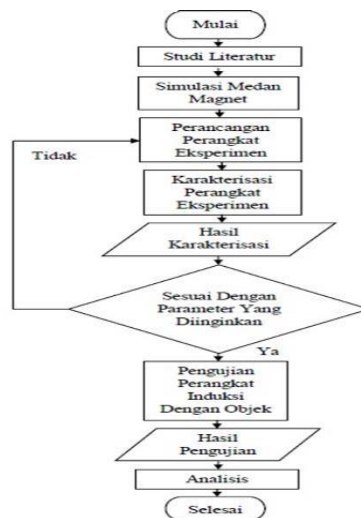 Mulai
Studi Literatur
Simulasi Medan
Magnet
Tidak
Perancangan
Perangkat
Eksperimen
Karakterisasi
Perangkat
Eksperimen
Hasil
Karakterisasi
Sesuai Dengan
Parameter Yang
Diinginkan
Ya
Pengujian
Perangkat
Induksi
Dengan Objek
Hasil
Pengujian
Analisis
Selesai